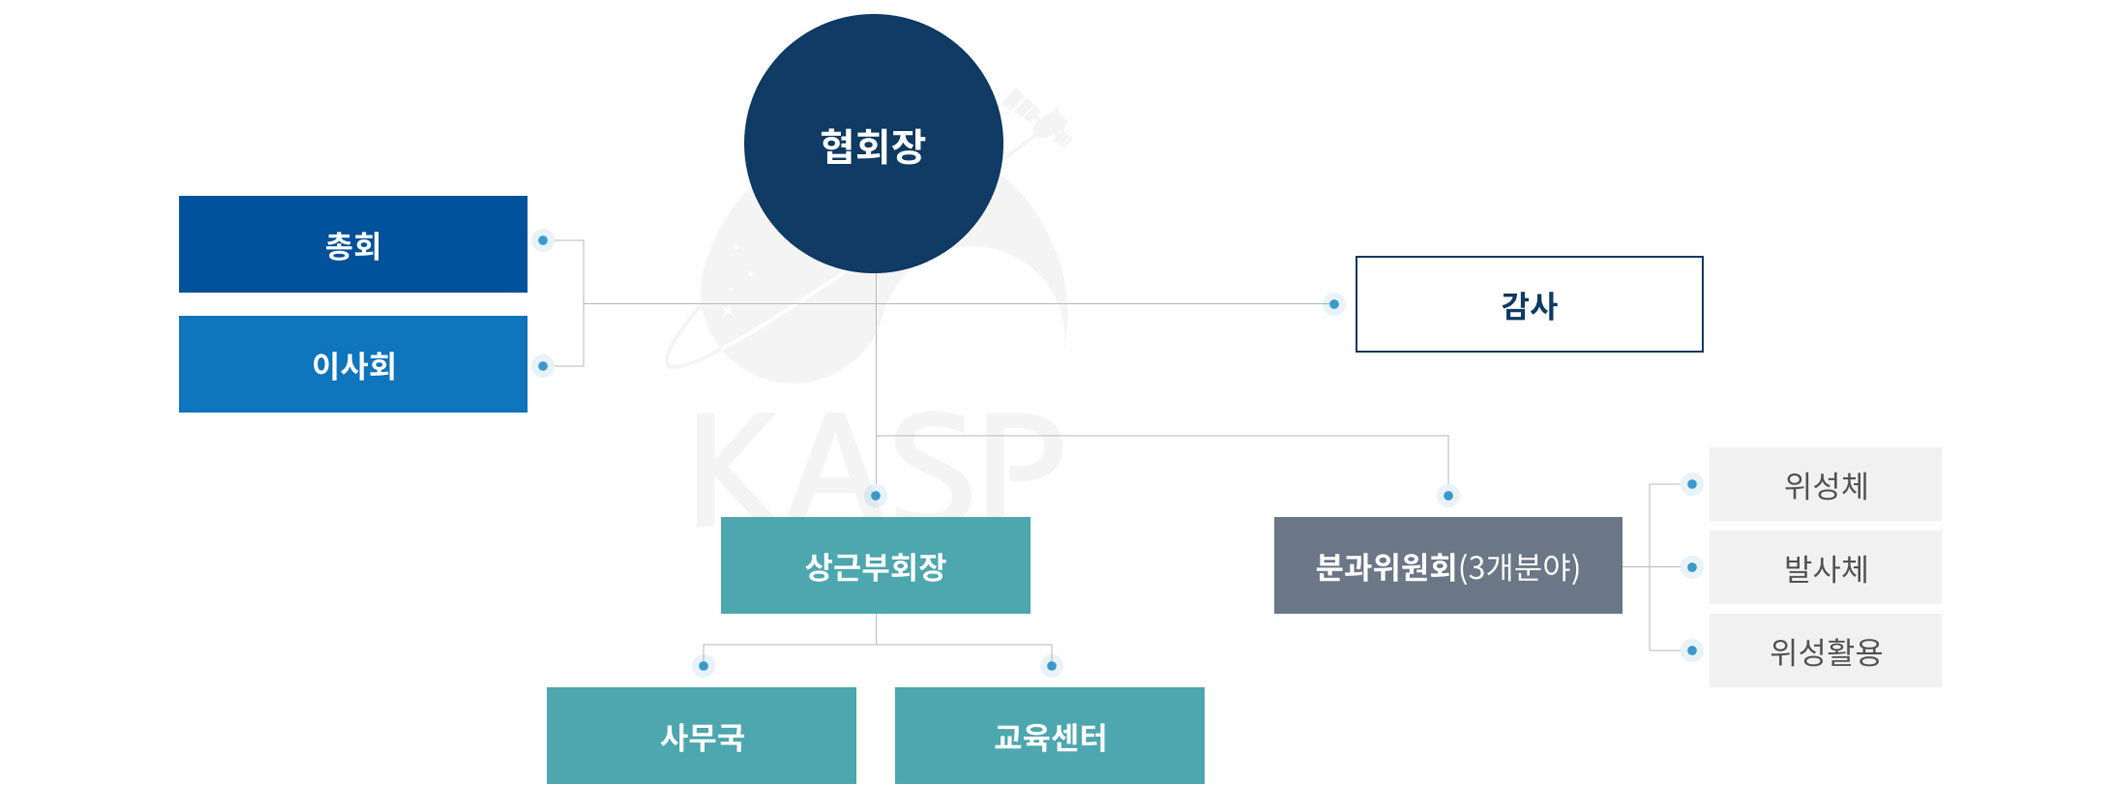 협회장
총회
이사회
감사
KASP
상근부회장
분과위원회(3개분야)
위성체
발사체
위성활용
사무국
교육센터